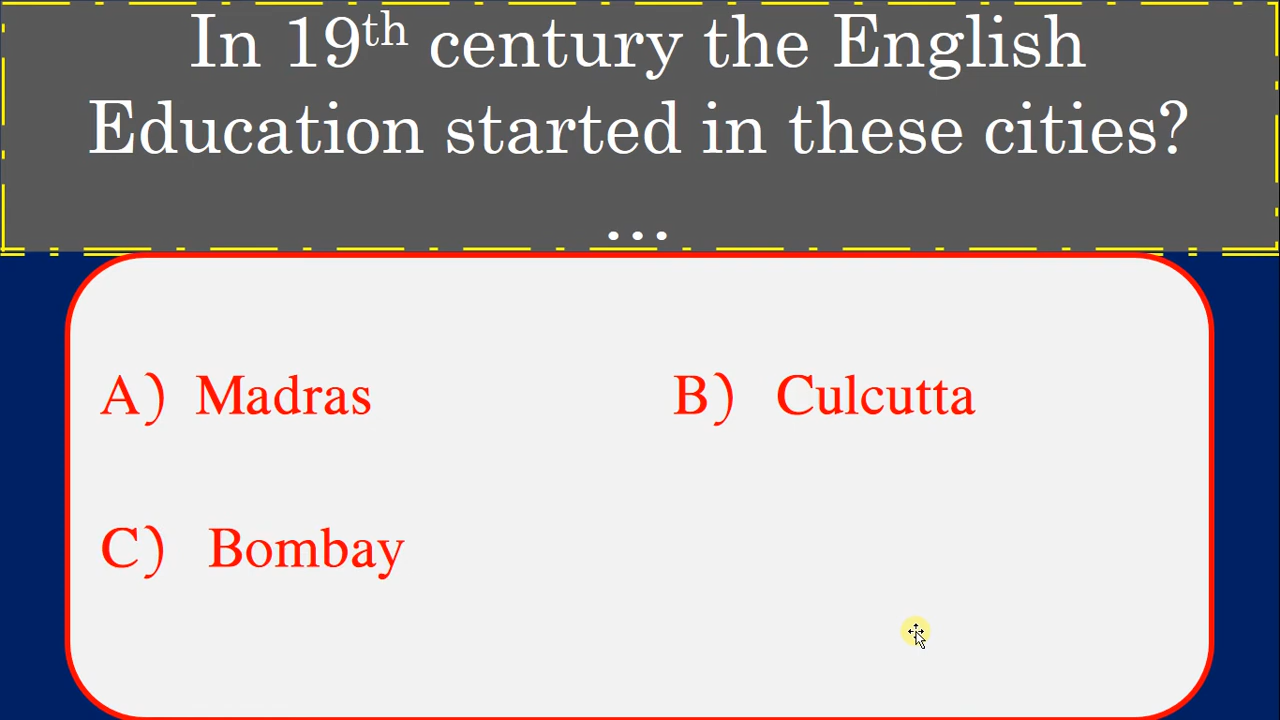 In 19th century the English
Education started in these cities?
...
A) Madras B) Culcutta
C) Bombay